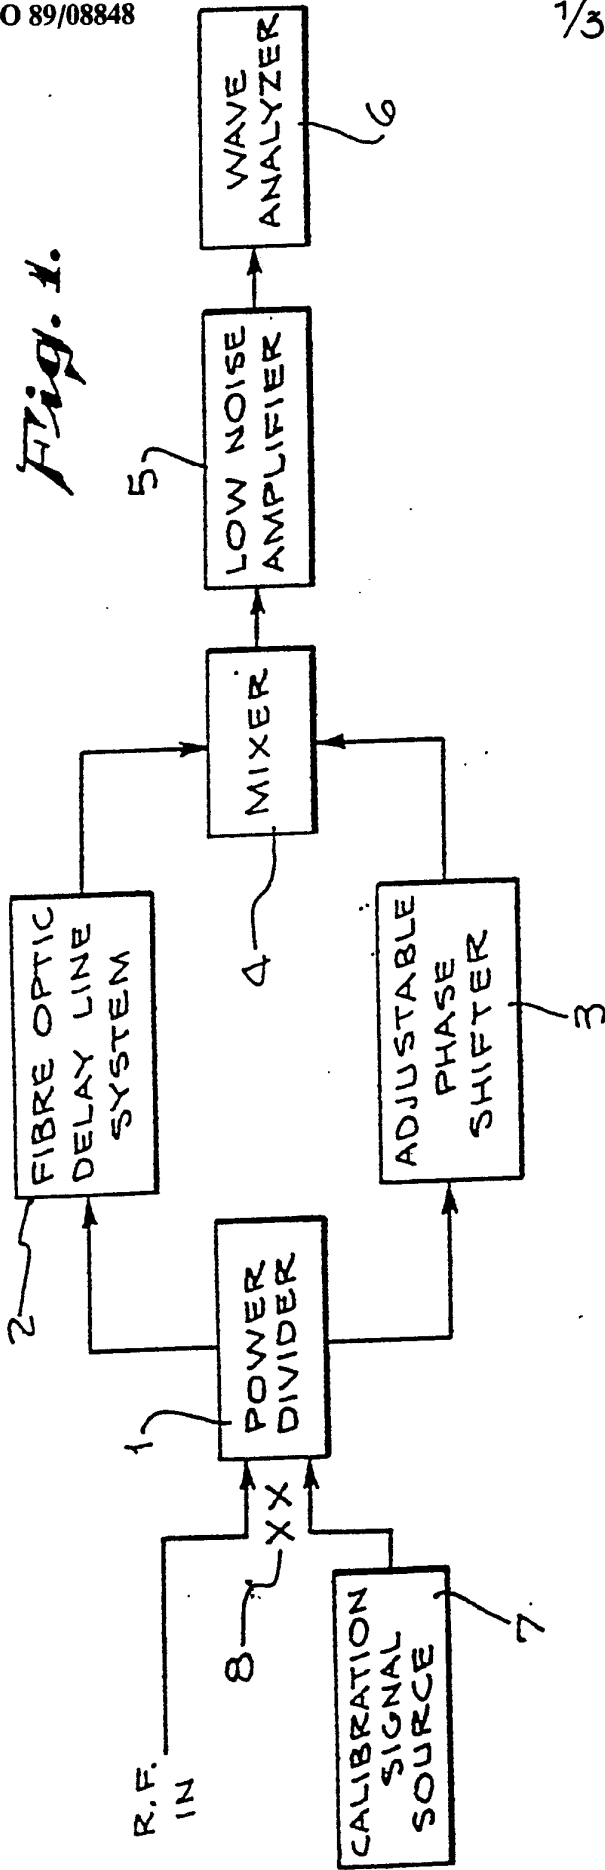 O 89/08848
1/3
Fig. 1.
R.F.
IN
CALIBRATION
SIGNAL
SOURCE
7
8
XX
1
POWER
DIVIDER
2
FIBRE OPTIC
DELAY LINE
SYSTEM
ADJUSTABLE
PHASE
SHIFTER
3
4
MIXER
5
LOW NOISE
AMPLIFIER
WAVE
ANALYZER
6